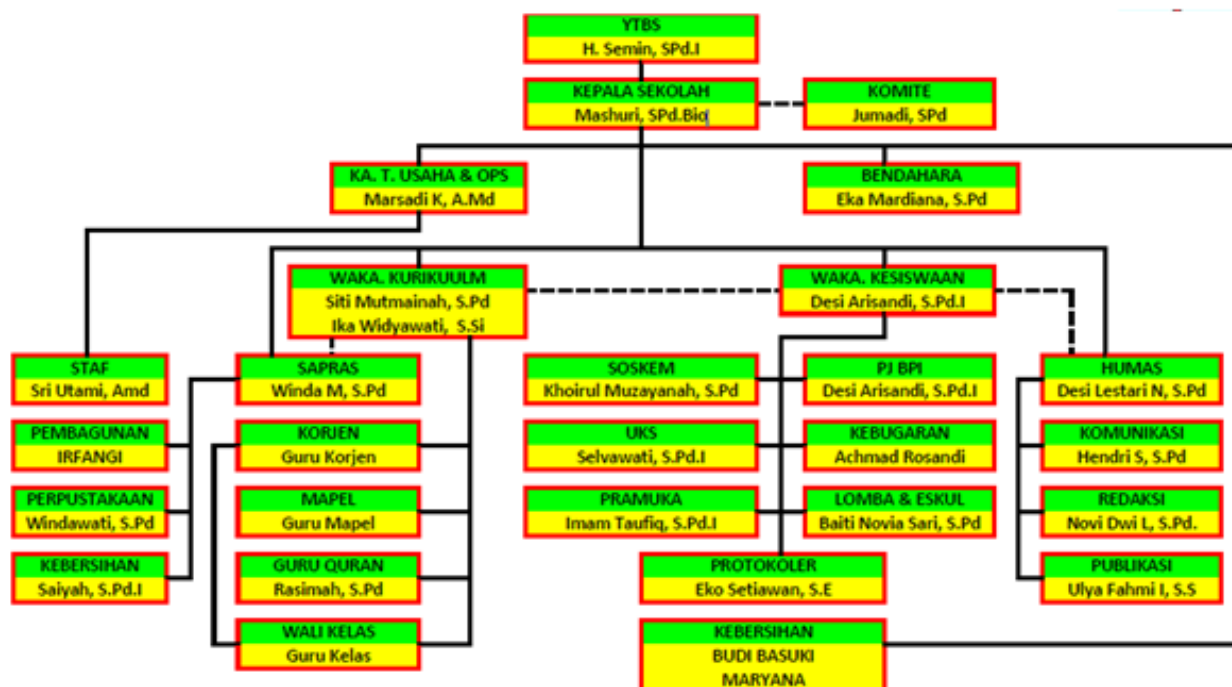 YTBS
H. Semin, SPd.I
KEPALA SEKOLAH
Mashuri, SPd.Bio
KOMITE
Jumadi, SPd
KA. T. USAHA & OPS
Marsadi K, A.Md
BENDAHARA
Eka Mardiana, S.Pd
WAKA. KURIKUULM
Siti Mutmainah, S.Pd
Ika Widyawati, S.Si
WAKA. KESISWAAN
Desi Arisandi, S.Pd.I
STAF
Sri Utami, Amd
SAPRAS
Winda M, S.Pd
SOSKEM
Khoirul Muzayanah, S.Pd
PJ BPI
Desi Arisandi, S.Pd.I
HUMAS
Desi Lestari N, S.Pd
PEMBAGUNAN
IRFANGI
KORJEN
Guru Korjen
UKS
Selvawati, S.Pd.I
KEBUGARAN
Achmad Rosandi
KOMUNIKASI
Hendri S, S.Pd
PERPUSTAKAAN
Windawati, S.Pd
MAPEL
Guru Mapel
PRAMUKA
Imam Taufiq, S.Pd.I
LOMBA & ESKUL
Baiti Novia Sari, S.Pd
REDAKSI
Novi Dwi L, S.Pd.
KEBERSIHAN
Saiyah, S.Pd.I
GURU QURAN
Rasimah, S.Pd
PROTOKOLER
Eko Setiawan, S.E
PUBLIKASI
Ulya Fahmi I, S.S
WALI KELAS
Guru Kelas
KEBERSIHAN
BUDI BASUKI
MARYANA